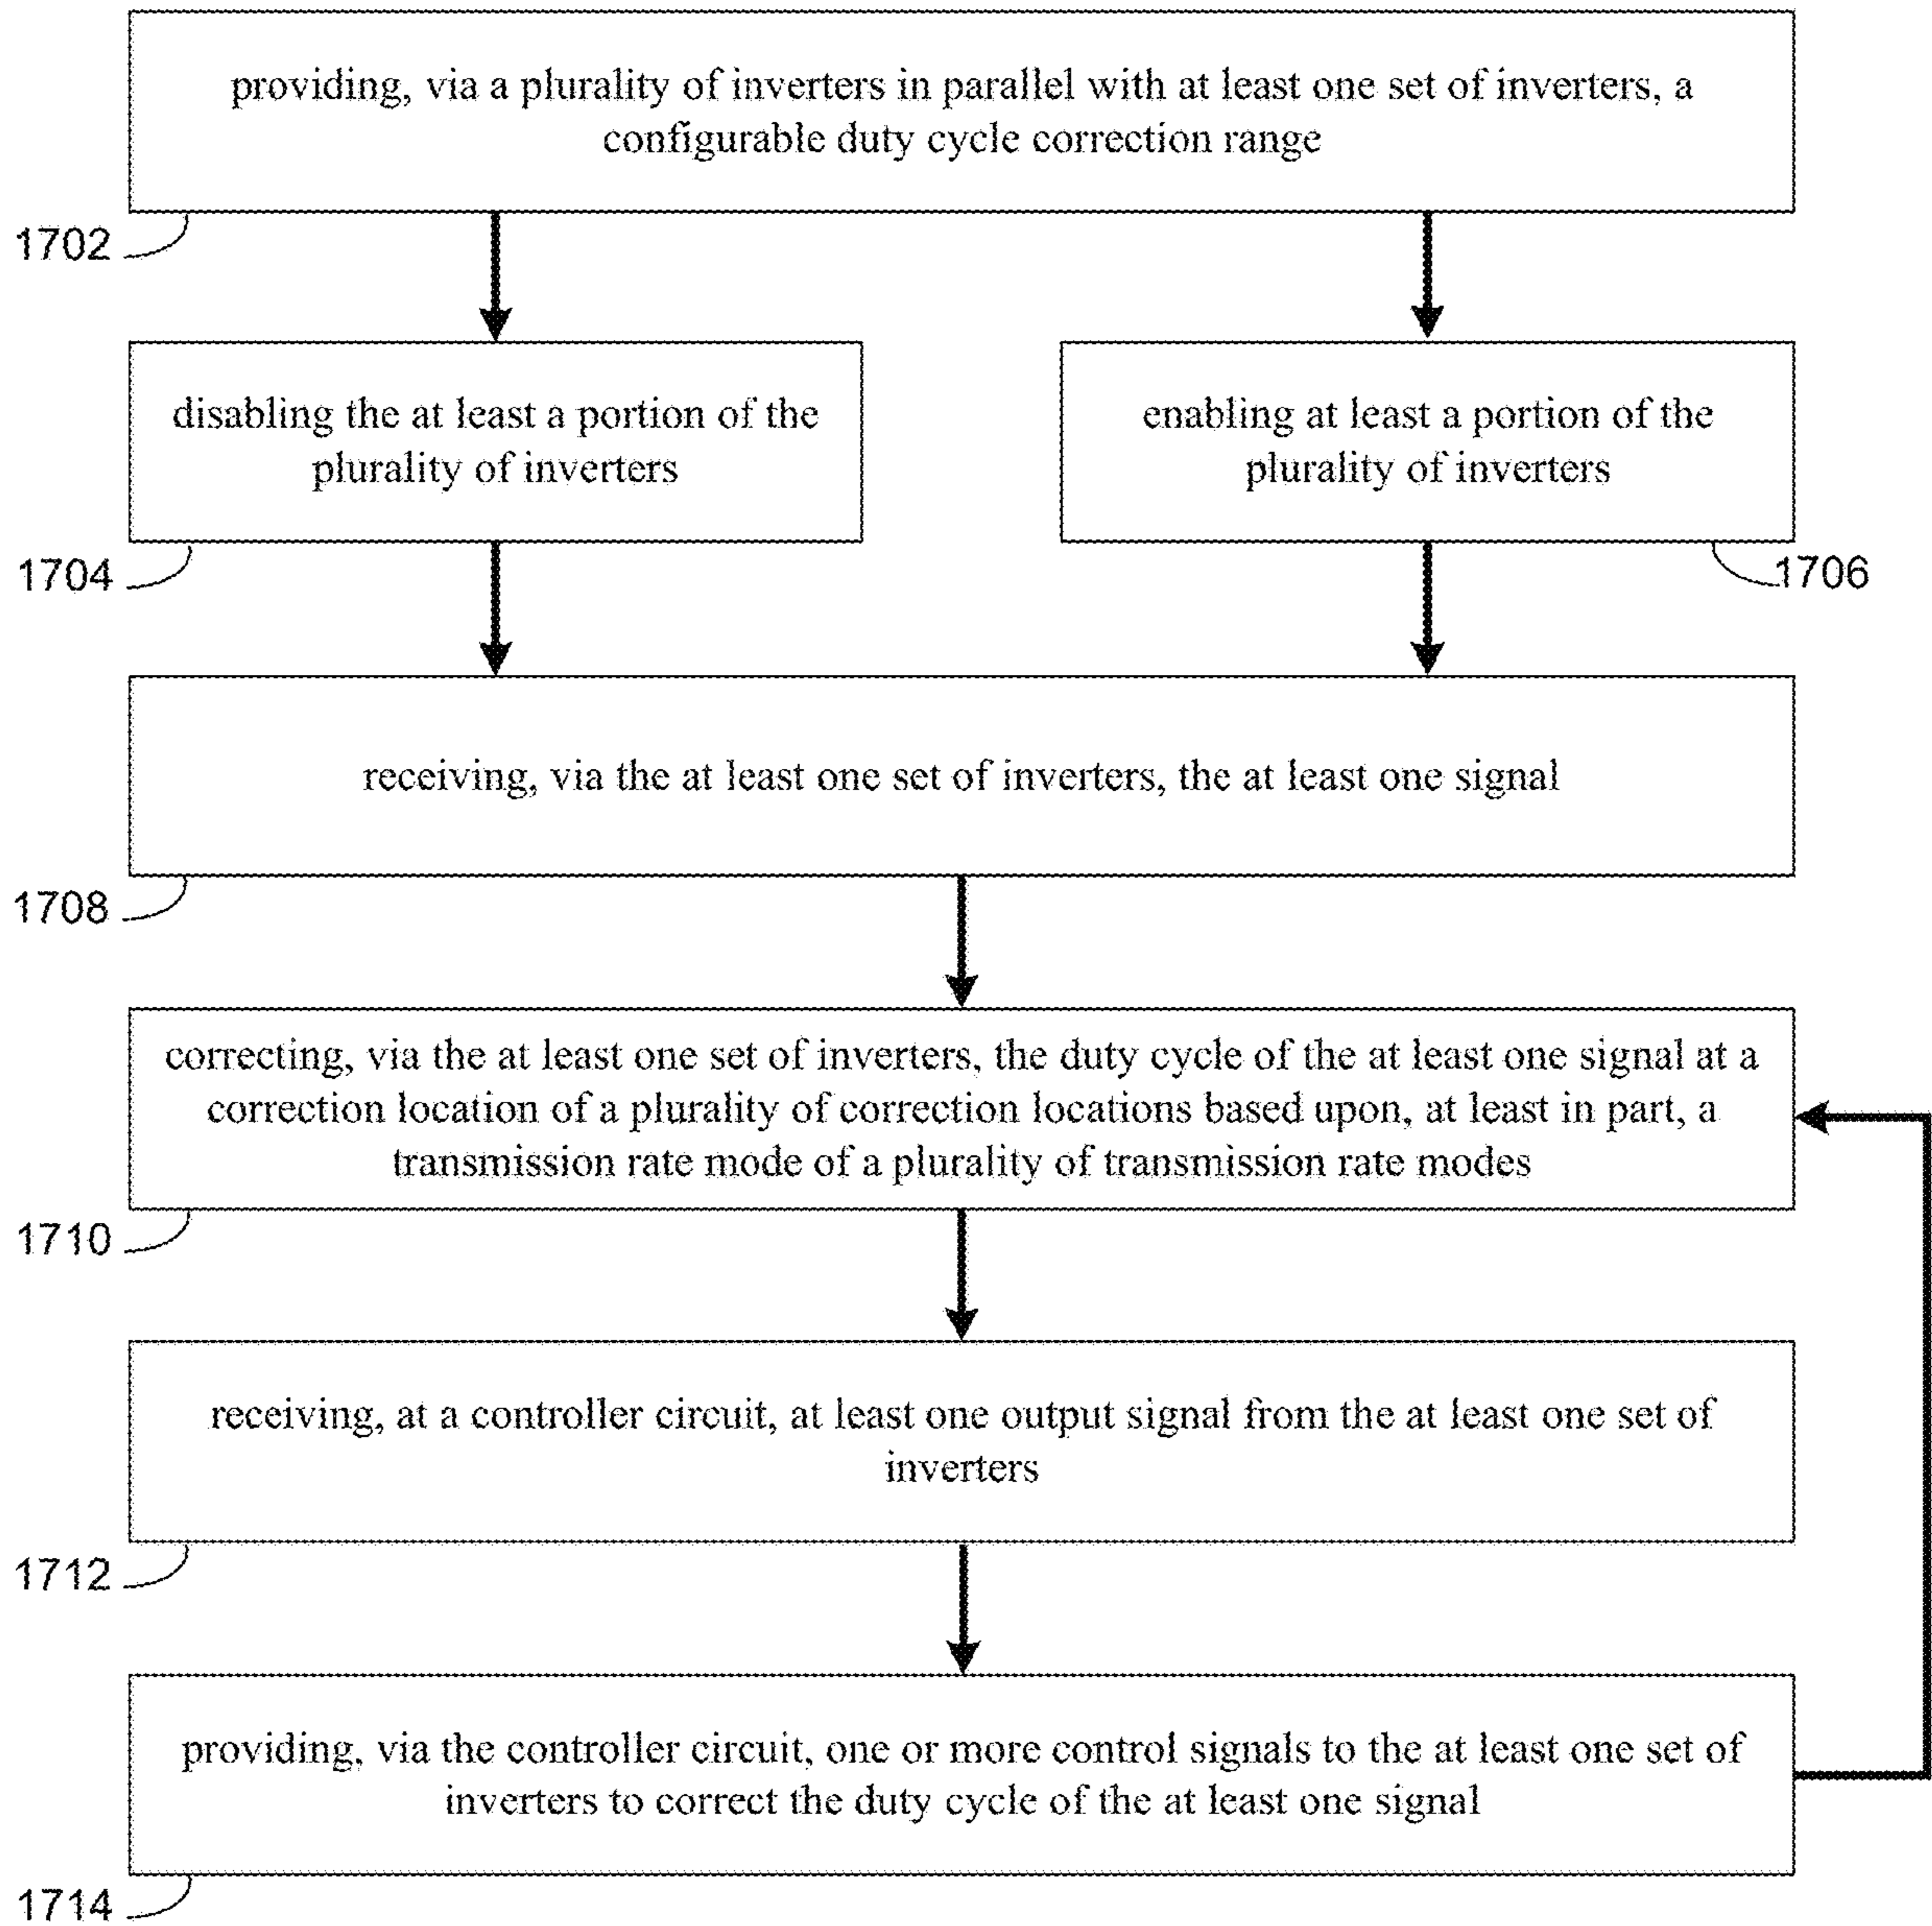 providing, via a plurality of inverters in parallel with at least one set of inverters, a
configurable duty cycle correction range
1702
disabling the at least a portion of the
plurality of inverters
1704
enabling at least a portion of the
plurality of inverters
1706
receiving, via the at least one set of inverters, the at least one signal
1708
correcting, via the at least one set of inverters, the duty cycle of the at least one signal at a
correction location of a plurality of correction locations based upon, at least in part, a
transmission rate mode of a plurality of transmission rate modes
1710
receiving, at a controller circuit, at least one output signal from the at least one set of
inverters
1712
providing, via the controller circuit, one or more control signals to the at least one set of
inverters to correct the duty cycle of the at least one signal
1714